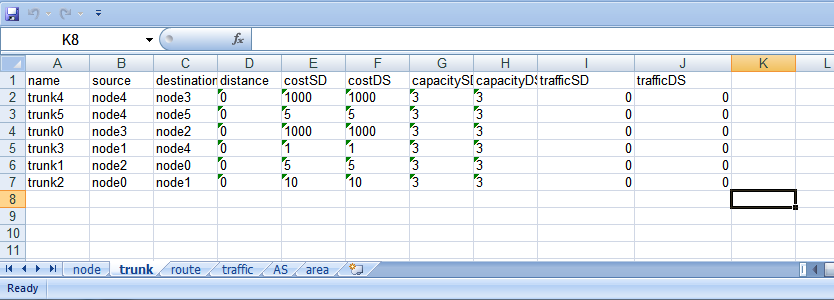 K8 fx
A B C D E F G H I J K L
1 name source destination distance costSD costDS capacitySD capacityDS trafficSD trafficDS
2 trunk4 node4 node3 0 1000 1000 3 3 0 0
3 trunk5 node4 node5 0 5 5 3 3 0 0
4 trunk0 node3 node2 0 1000 1000 3 3 0 0
5 trunk3 node1 node4 0 1 1 3 3 0 0
6 trunk1 node2 node0 0 5 5 3 3 0 0
7 trunk2 node0 node1 0 10 10 3 3 0 0
8
9
10
11
node trunk route traffic AS area
Ready